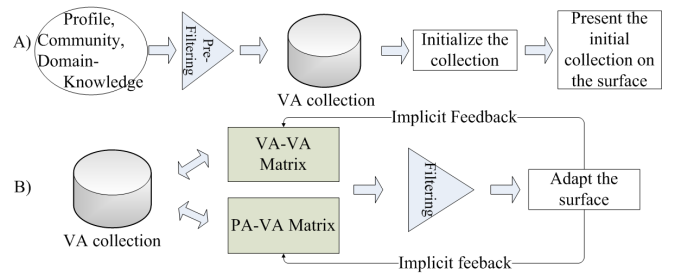 A)
Profile,
Community,
Domain-
Knowledge
Pre-
Filtering
VA collection
Initialize the
collection
Present the
initial
collection on
the surface
B)
VA collection
VA-VA
Matrix
PA-VA Matrix
Implicit Feedback
Filtering
Adapt the
surface
Implicit feeback